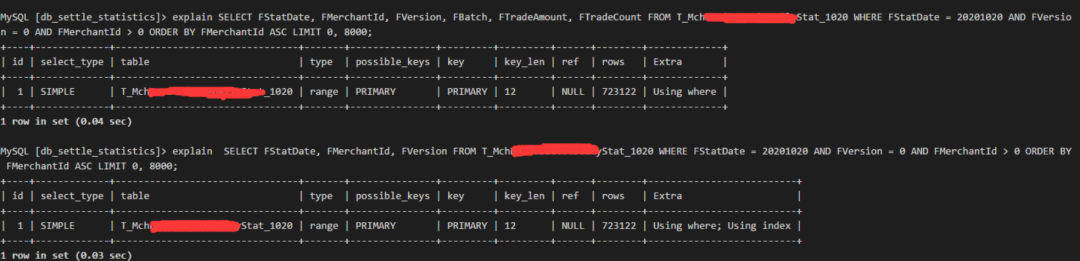 MySQL [db_settle_statistics]> explain SELECT FStatDate, FMerchantId, FVersion, FBatch, FTradeAmount, FTradeCount FROM T_Mch Stat_1020 WHERE FStatDate = 20201020 AND FVersio
n = 0 AND FMerchantId > 0 ORDER BY FMerchantId ASC LIMIT 0, 8000;
+----+-------------+------------------------------+-------+---------------+---------+---------+------+--------+-------------+
| id | select_type | table | type | possible_keys | key | key_len | ref | rows | Extra |
+----+-------------+------------------------------+-------+---------------+---------+---------+------+--------+-------------+
| 1 | SIMPLE | T_Mch _1020 | range | PRIMARY | PRIMARY | 12 | NULL | 723122 | Using where |
+----+-------------+------------------------------+-------+---------------+---------+---------+------+--------+-------------+
1 row in set (0.04 sec)
MySQL [db_settle_statistics]> explain  SELECT FStatDate, FMerchantId, FVersion FROM T_Mch yStat_1020 WHERE FStatDate = 20201020 AND FVersion = 0 AND FMerchantId > 0 ORDER BY
 FMerchantId ASC LIMIT 0, 8000;
+----+-------------+------------------------------+-------+---------------+---------+---------+------+--------+--------------------------+
| id | select_type | table | type | possible_keys | key | key_len | ref | rows | Extra |
+----+-------------+------------------------------+-------+---------------+---------+---------+------+--------+--------------------------+
| 1 | SIMPLE | T_Mch Stat_1020 | range | PRIMARY | PRIMARY | 12 | NULL | 723122 | Using where; Using index |
+----+-------------+------------------------------+-------+---------------+---------+---------+------+--------+--------------------------+
1 row in set (0.03 sec)